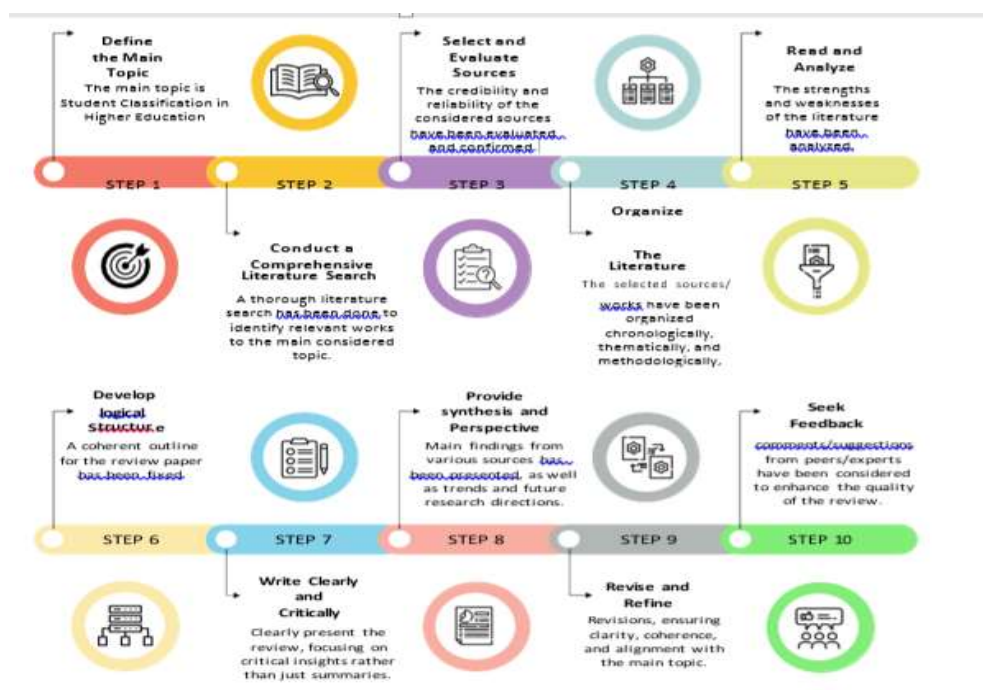 Define
the Main
Topic
The main topic is
Student Classification in
Higher Education
Select and
Evaluate
Sources
The credibility and
reliability of the
considered sources
have been evaluated
and confirmed
Read and
Analyze
The strengths
and weaknesses
of the literature
have been
analyzed.
STEP 1
STEP 2
STEP 3
STEP 4
STEP 5
Conduct a
Comprehensive
Literature Search
A thorough literature
search has been done to
identify relevant works
to the main considered
topic.
Organize
The
Literature
The selected sources/
works have been
organized
chronologically,
thematically, and
methodologically.
Develop
logical
Structure
A coherent outline
for the review paper
has been fixed
Provide
synthesis and
Perspective
Main findings from
various sources has
been presented, as well
as trends and future
research directions.
Seek
Feedback
comments/suggestions
from peers/experts
have been considered
to enhance the quality
of the review.
STEP 6
STEP 7
STEP 8
STEP 9
STEP 10
Write Clearly
and
Critically
Clearly present the
review, focusing on
critical insights rather
than just summaries.
Revise and
Refine
Revisions, ensuring
clarity, coherence,
and alignment with
the main topic.